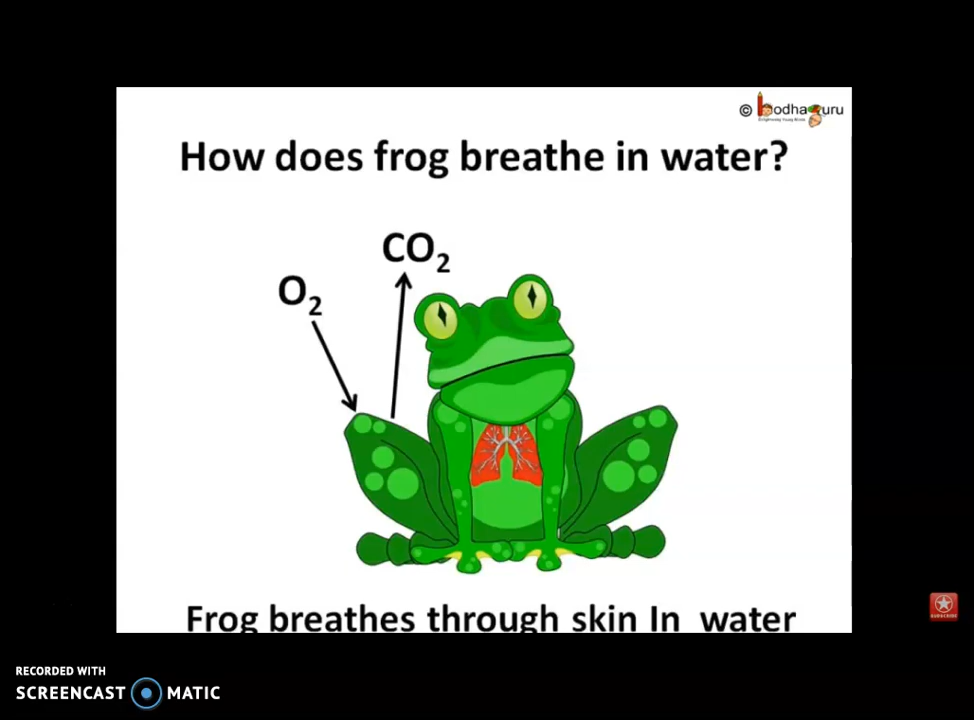 © bodhaguru
How does frog breathe in water?
CO₂
O₂
Frog breathes through skin In water
SUBSCRIBE
RECORDED WITH
SCREENCAST MATIC